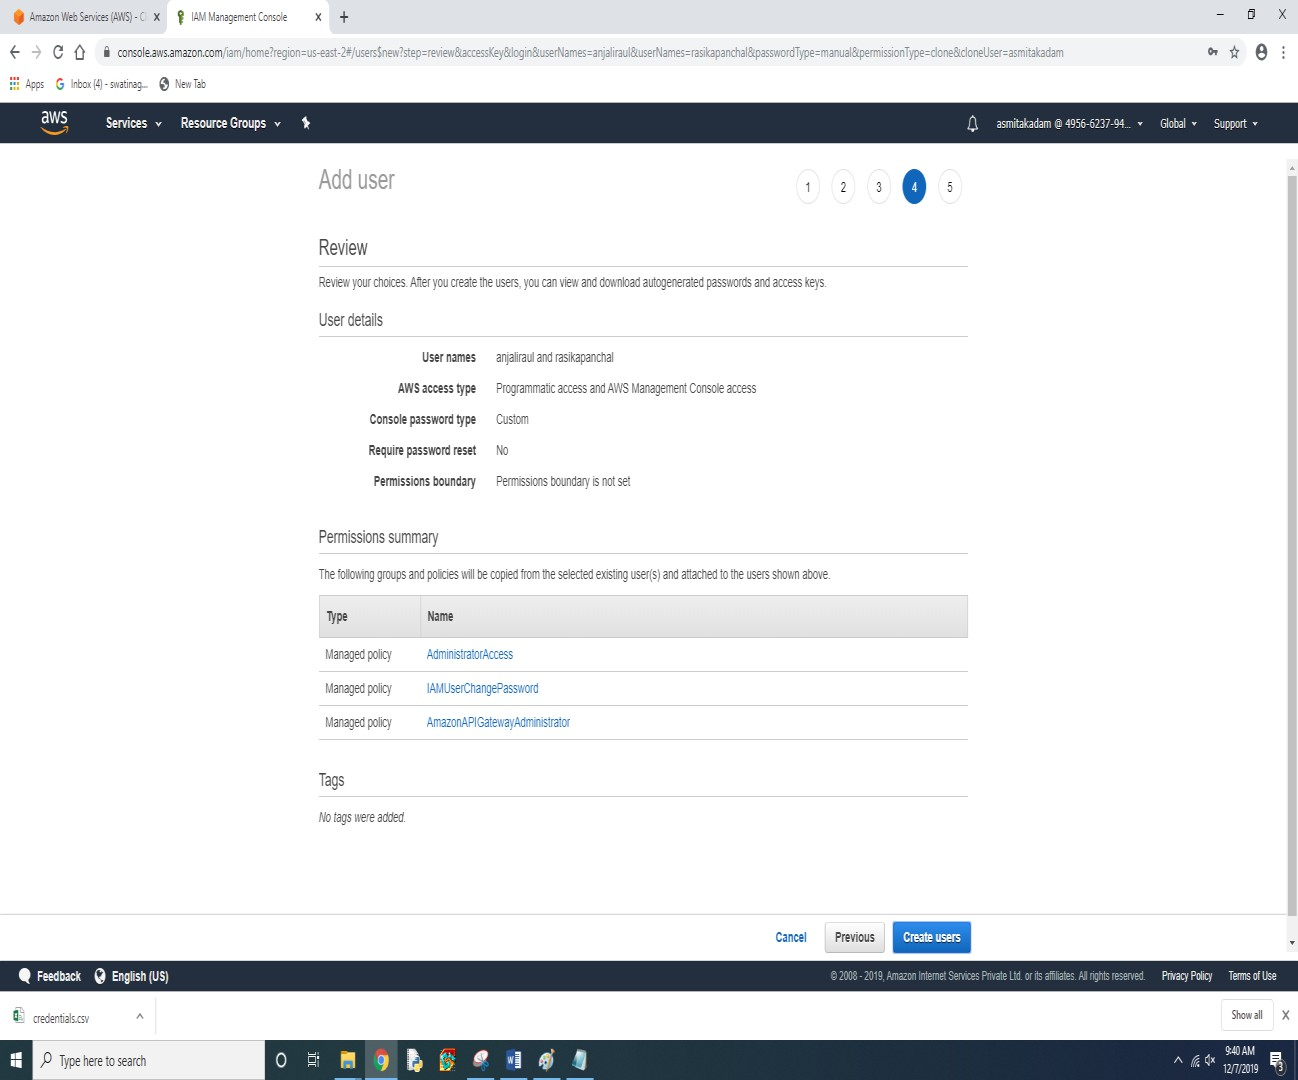 Amazon Web Services (AWS) - C
IAM Management Console
console.aws.amazon.com/iam/home?region=us-east-2#/users$new?step=review&accessKey&login&userNames=anjaliraul&userNames=rasikapanchal&passwordType=manual&permissionType=clone&cloneUser=asmitakadam
Apps
Inbox (4) - swatinag...
New Tab
aws
Services
Resource Groups
asmitakadam @ 4956-6237-94...
Global
Support
Add user
1 2 3 4 5
Review
Review your choices. After you create the users, you can view and download autogenerated passwords and access keys.
User details
User names anjaliraul and rasikapanchal
AWS access type Programmatic access and AWS Management Console access
Console password type Custom
Require password reset No
Permissions boundary Permissions boundary is not set
Permissions summary
The following groups and policies will be copied from the selected existing user(s) and attached to the users shown above.
Type Name
Managed policy AdministratorAccess
Managed policy IAMUserChangePassword
Managed policy AmazonAPIGatewayAdministrator
Tags
No tags were added.
Cancel
Previous
Create users
Feedback
English (US)
© 2008 - 2019, Amazon Internet Services Private Ltd. or its affiliates. All rights reserved.
Privacy Policy
Terms of Use
credentials.csv
Show all
Type here to search
9:40 AM
12/7/2019
3